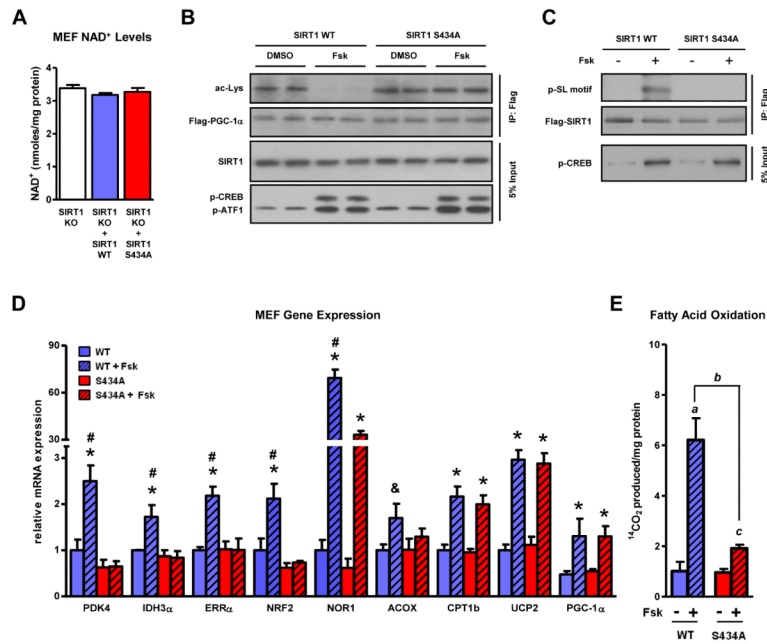 A
MEF NAD⁺ Levels
NAD⁺ (nmoles/mg protein)
4
3
2
1
0
SIRT1 KO
SIRT1 KO + SIRT1 WT
SIRT1 KO + SIRT1 S434A
B
SIRT1 WT
SIRT1 S434A
DMSO
Fsk
DMSO
Fsk
ac-Lys
Flag-PGC-1α
IP: Flag
SIRT1
p-CREB
p-ATF1
5% Input
C
SIRT1 WT
SIRT1 S434A
Fsk - + - +
p-SL motif
Flag-SIRT1
IP: Flag
p-CREB
5% Input
D
MEF Gene Expression
WT
WT + Fsk
S434A
S434A + Fsk
relative mRNA expression
90
60
30
3
2
1
0
#
*
#
*
#
*
#
*
#
*
*
&
*
*
*
*
*
*
PDK4 IDH3α ERRα NRF2 NOR1 ACOX CPT1b UCP2 PGC-1α
E
Fatty Acid Oxidation
¹⁴CO₂ produced/mg protein
10
8
6
4
2
0
b
a
c
Fsk - + - +
WT S434A